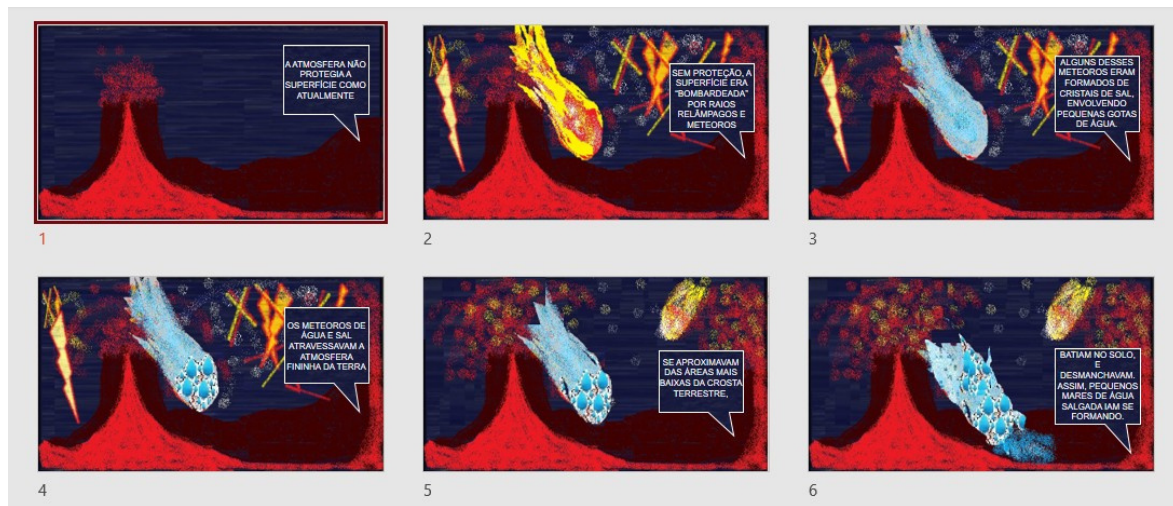 A ATMOSFERA NÃO
PROTEGIA A
SUPERFÍCIE COMO
ATUALMENTE
1
SEM PROTEÇÃO, A
SUPERFÍCIE ERA
"BOMBARDEADA"
POR RAIOS
RELÂMPAGOS E
METEOROS
2
ALGUNS DESSES
METEOROS ERAM
FORMADOS DE
CRISTAIS DE SAL,
ENVOLVENDO
PEQUENAS GOTAS
DE ÁGUA.
3
OS METEOROS DE
ÁGUA E SAL
ATRAVESSAVAM A
ATMOSFERA
FININHA DA TERRA
4
SE APROXIMAVAM
DAS ÁREAS MAIS
BAIXAS DA CROSTA
TERRESTRE,
5
BATIAM NO SOLO,
E
DESMANCHAVAM.
ASSIM, PEQUENOS
MARES DE ÁGUA
SALGADA IAM SE
FORMANDO.
6